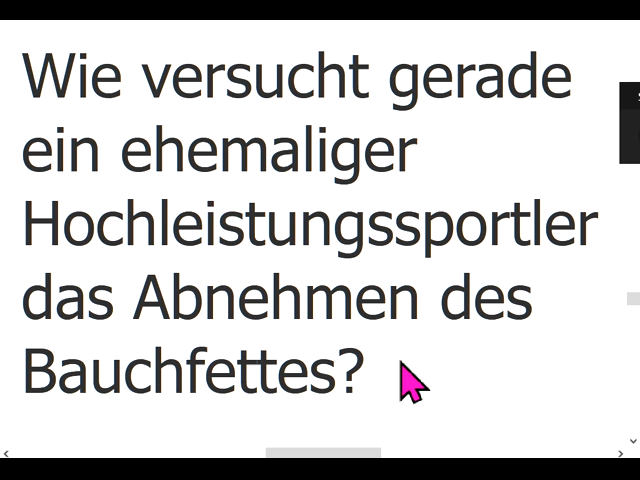 Wie versucht gerade
ein ehemaliger
Hochleistungssportler
das Abnehmen des
Bauchfettes?